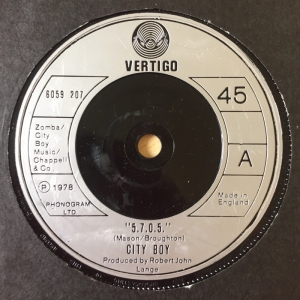 VERTIGO
6059 207
45
Zomba/
City
Boy
Music/
Chappell
& Co.
A
℗ 1978
PHONOGRAM
LTD
Made in
England
"5.7.0.5."
(Mason/Broughton)
CITY BOY
Produced by Robert John
Lange